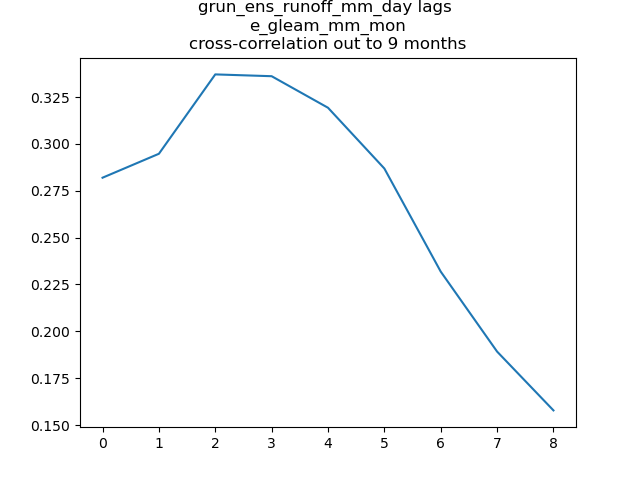 grun_ens_runoff_mm_day lags
e_gleam_mm_mon
cross-correlation out to 9 months
0.325
0.300
0.275
0.250
0.225
0.200
0.175
0.150
0 1 2 3 4 5 6 7 8